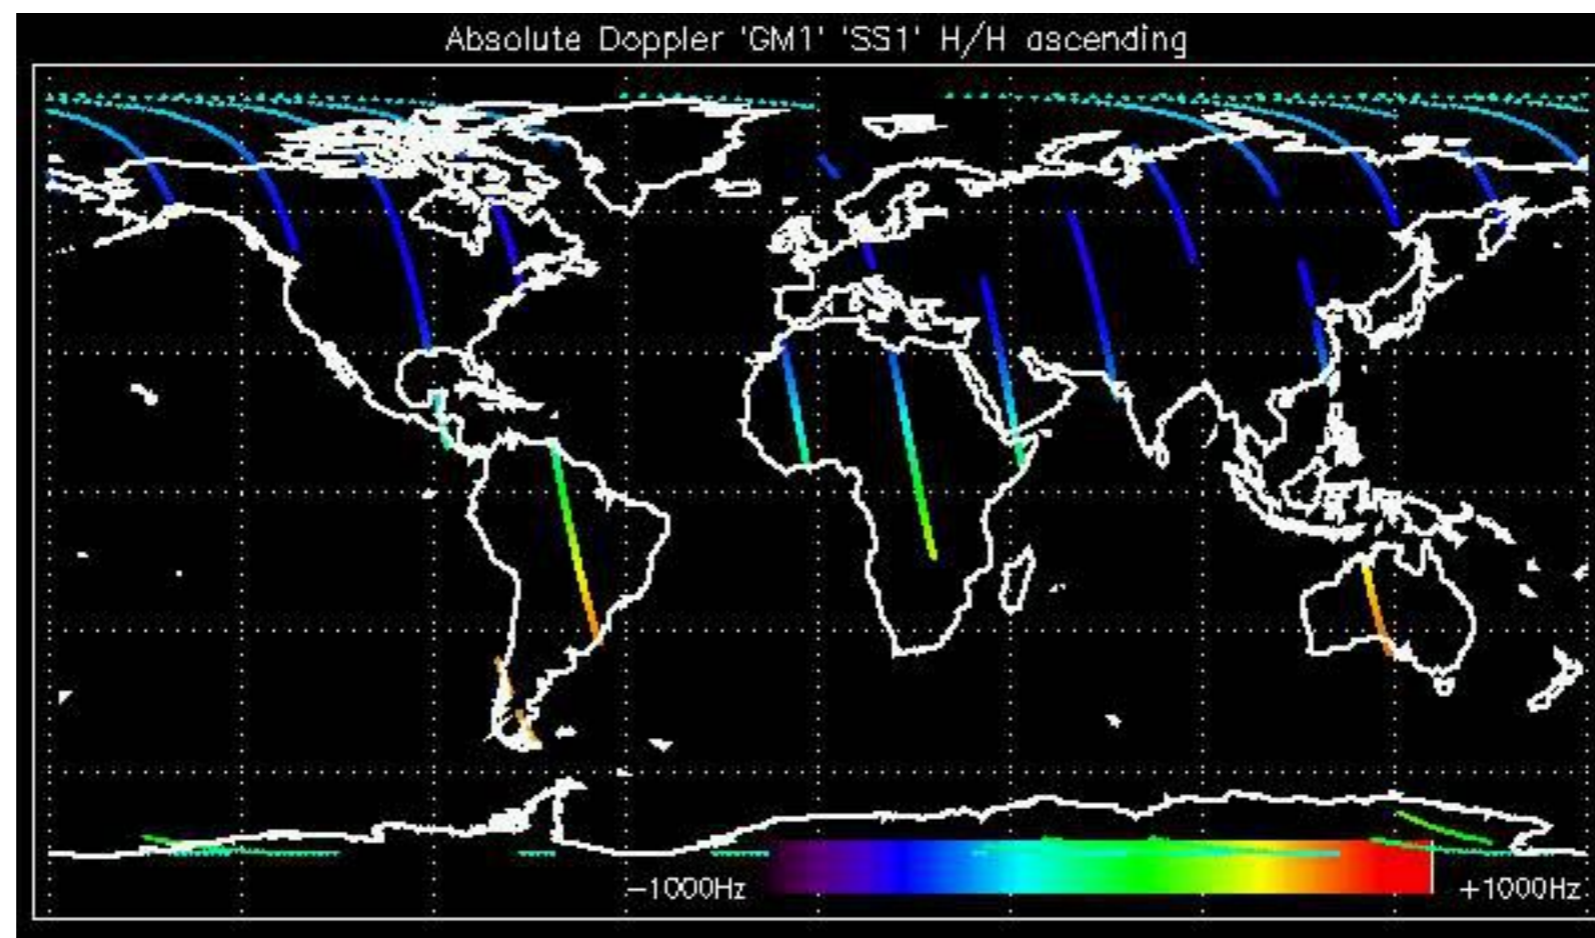 Absolute Doppler 'GM1' 'SS1' H/H ascending
−1000Hz
+1000Hz